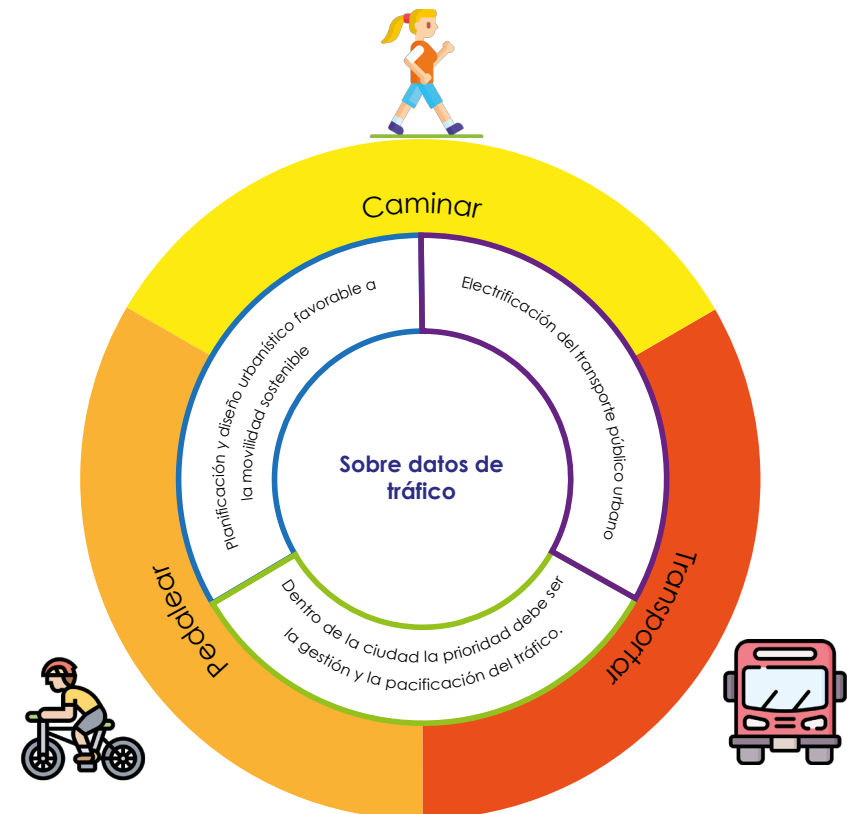 Caminar
Planificación y diseño urbanístico favorable a
la movilidad sostenible
Electrificación del transporte público urbano
Sobre datos de
tráfico
Dentro de la ciudad la prioridad debe ser
la gestión y la pacificación del tráfico.
Pedalear
Transportar